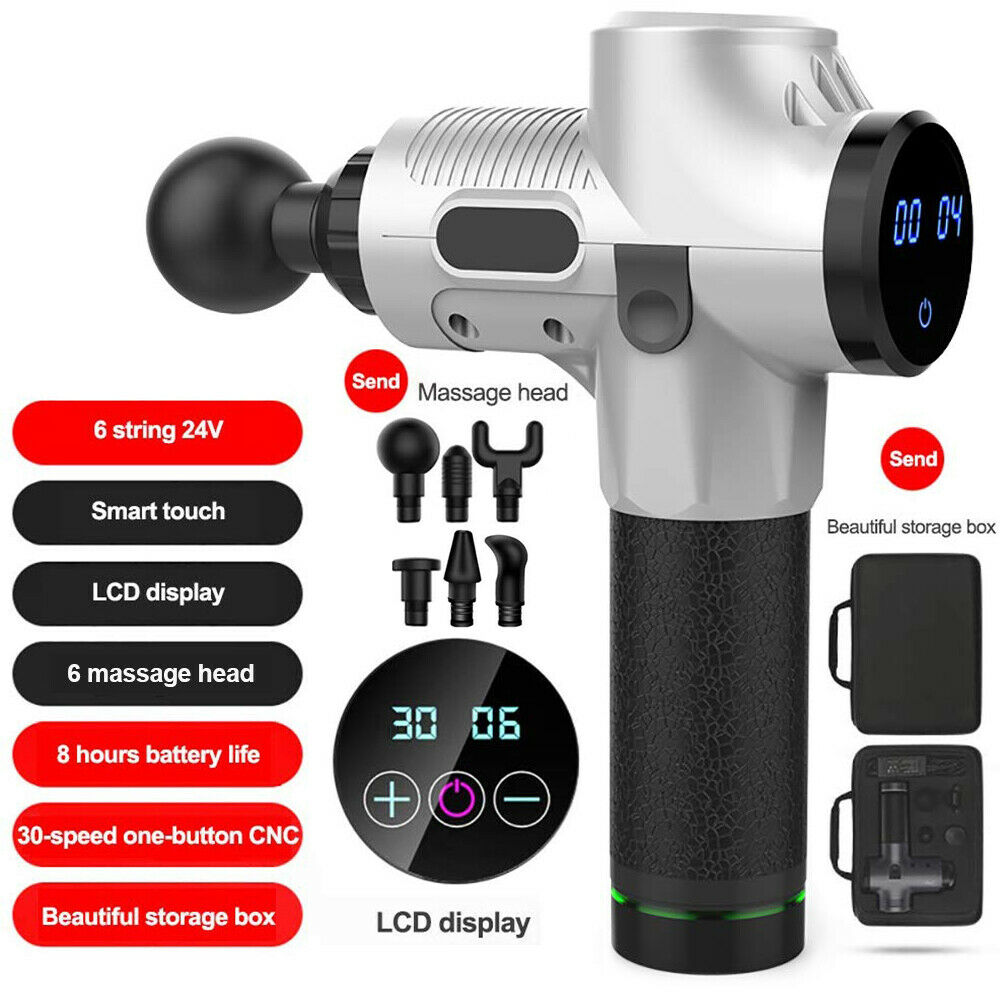 00 04
Send
Massage head
6 string 24V
Smart touch
LCD display
6 massage head
8 hours battery life
30-speed one-button CNC
Beautiful storage box
30 06
LCD display
Send
Beautiful storage box